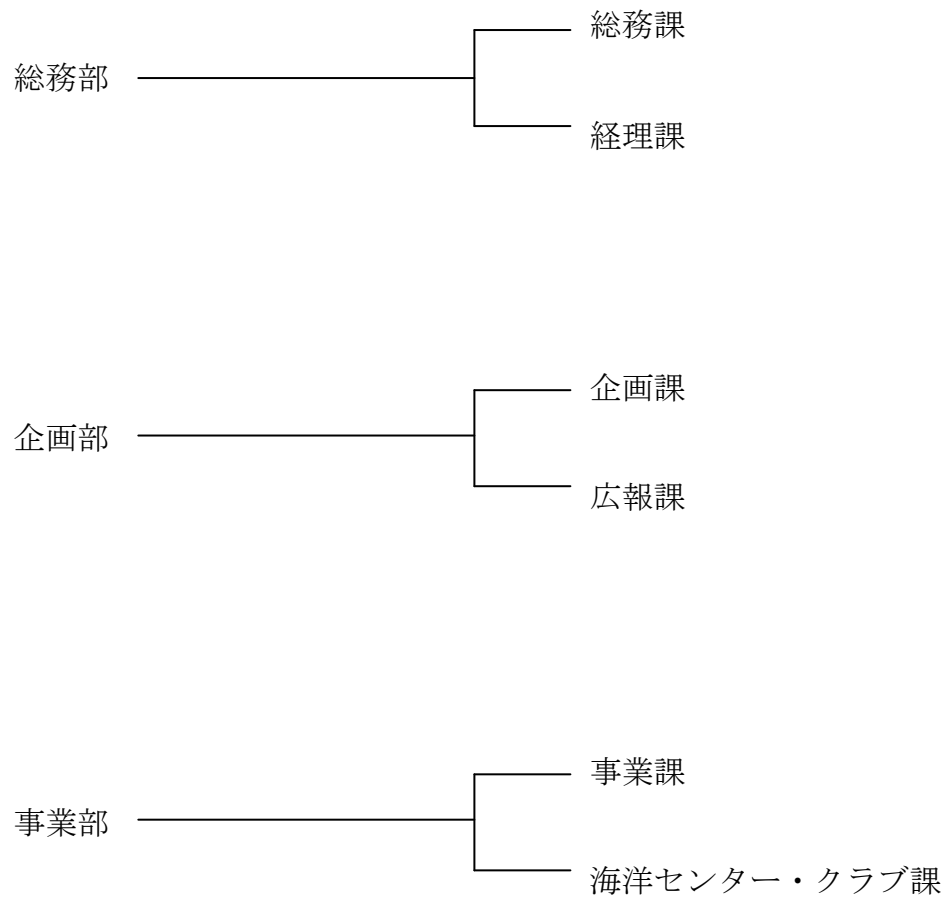 総務部
総務課
経理課
企画部
企画課
広報課
事業部
事業課
海洋センター・クラブ課